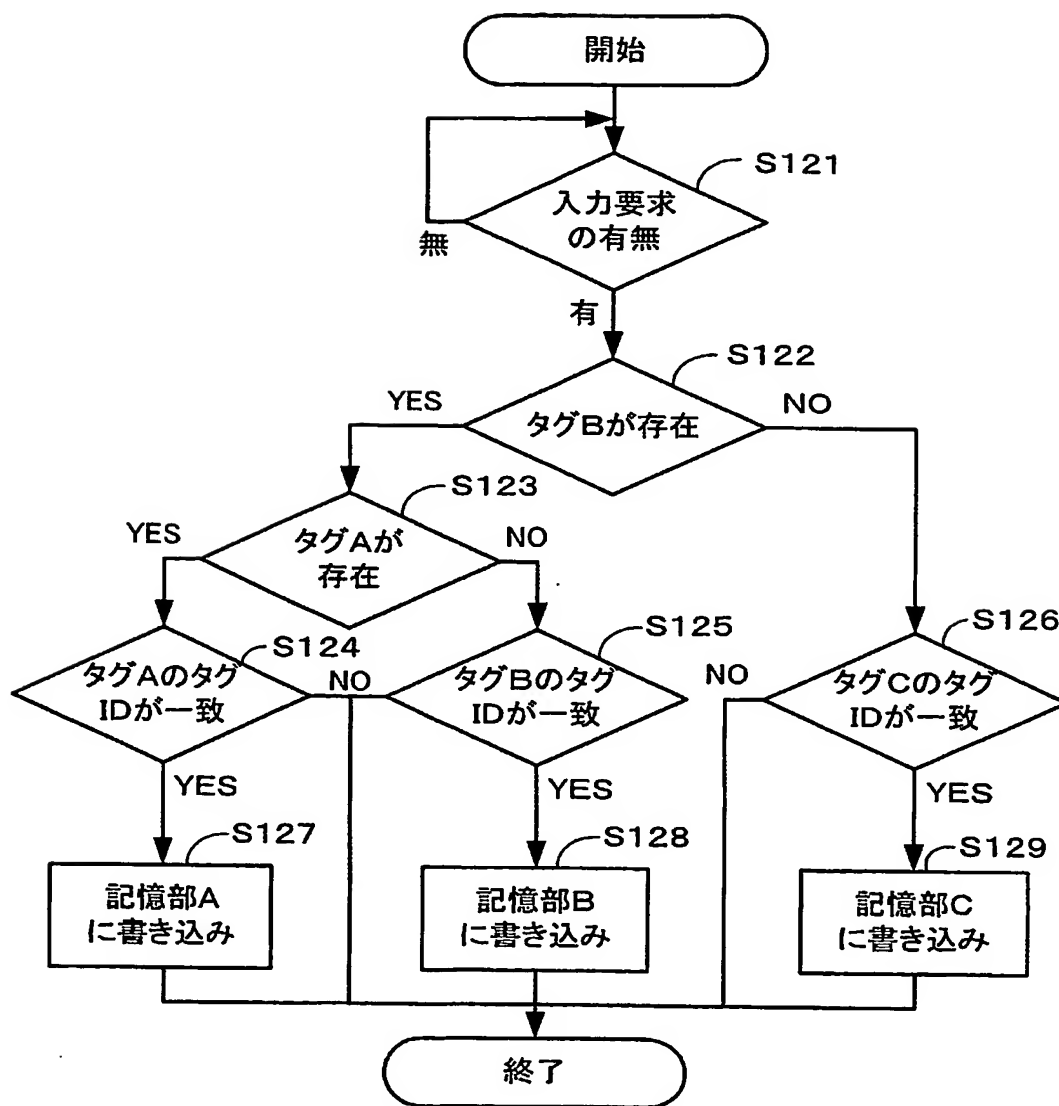 開始
S121
入力要求
の有無
無
有
S122
YES
タグBが存在
NO
S123
YES
タグAが
存在
NO
S124
タグAのタグ
IDが一致
NO
S125
タグBのタグ
IDが一致
S126
NO
タグCのタグ
IDが一致
YES
YES
YES
S127
記憶部A
に書き込み
S128
記憶部B
に書き込み
S129
記憶部C
に書き込み
終了